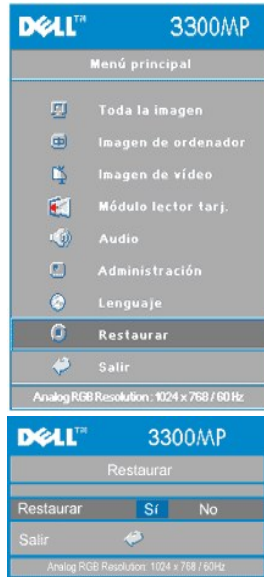 DELL™ 3300MP
Menú principal
Toda la imagen
Imagen de ordenador
Imagen de vídeo
Módulo lector tarj.
Audio
Administración
Lenguaje
Restaurar
Salir
Analog RGB Resolution: 1024 x 768 / 60 Hz
DELL™ 3300MP
Restaurar
Restaurar Sí No
Salir
Analog RGB Resolution: 1024 x 768 / 60Hz